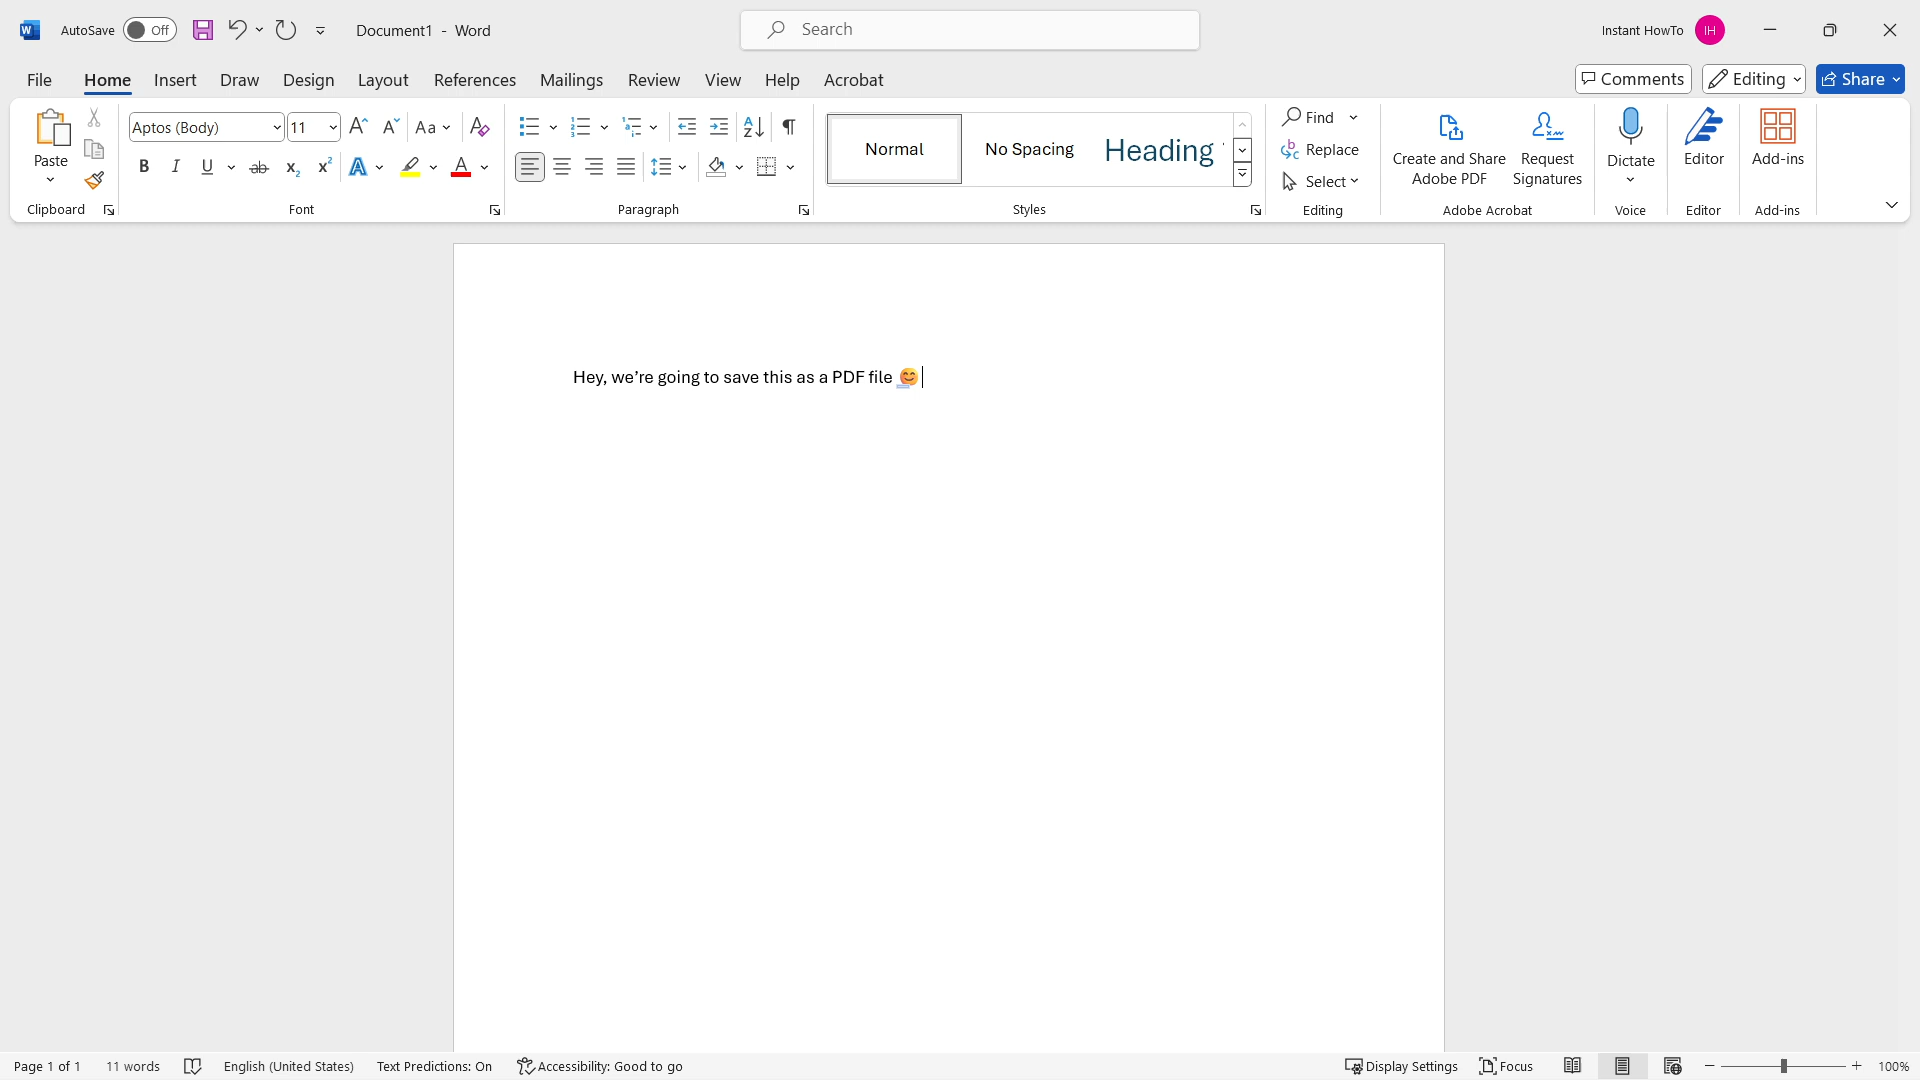 AutoSave Off Document1 - Word Search Instant HowTo IH
File Home Insert Draw Design Layout References Mailings Review View Help Acrobat Comments Editing Share
Paste
Clipboard
Aptos (Body) 11 Aa
B I U ab x₂ x² A A
Font
A Z ¶
Paragraph
Normal No Spacing Heading
Styles
Find
Replace
Select
Editing
Create and Share
Adobe PDF
Request
Signatures
Adobe Acrobat
Dictate
Voice
Editor
Editor
Add-ins
Add-ins
Hey, we’re going to save this as a PDF file 😊
Page 1 of 1 11 words English (United States) Text Predictions: On Accessibility: Good to go Display Settings Focus 100%